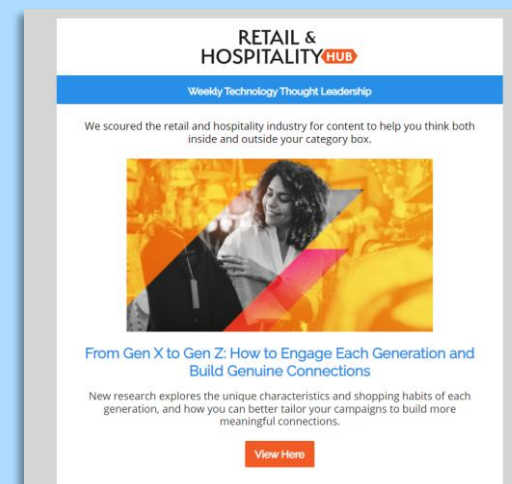 RETAIL &
HOSPITALITY HUB
Weekly Technology Thought Leadership
We scoured the retail and hospitality industry for content to help you think both
inside and outside your category box.
From Gen X to Gen Z: How to Engage Each Generation and
Build Genuine Connections
New research explores the unique characteristics and shopping habits of each
generation, and how you can better tailor your campaigns to build more
meaningful connections.
View Here